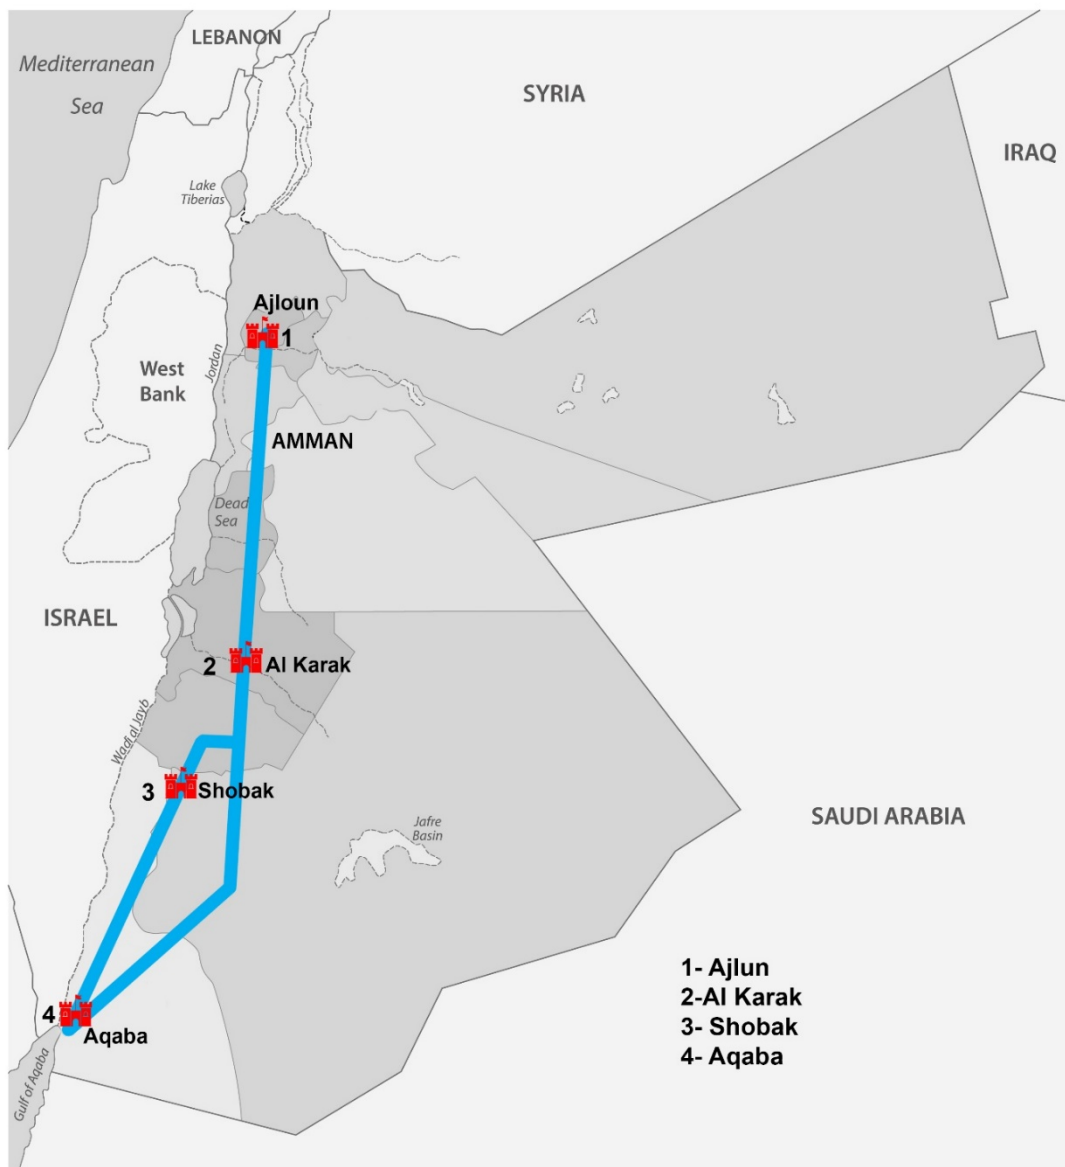 LEBANON
Mediterranean
Sea
SYRIA
IRAQ
Lake
Tiberias
Ajloun
1
West
Bank
Jordan
AMMAN
Dead
Sea
ISRAEL
2
Al Karak
Wadi al Jayb
3
Shobak
SAUDI ARABIA
Jafre
Basin
4
Aqaba
Gulf of Aqaba
1- Ajlun
2-Al Karak
3- Shobak
4- Aqaba